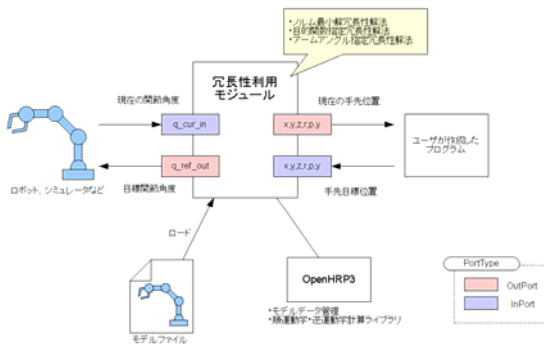 ・ノルム最小解冗長性解法
・目的関数指定冗長性解法
・アームアングル指定冗長性解法
冗長性利用
モジュール
現在の関節角度
現在の手先位置
q_cur_in
x,y,z,r,p,y
ユーザが作成した
プログラム
q_ref_out
x,y,z,r,p,y
目標関節角度
手先目標位置
ロボット、シミュレータなど
ロード
OpenHRP3
モデルファイル
・モデルデータ管理
・順運動学・逆運動学計算ライブラリ
PortType
OutPort
InPort